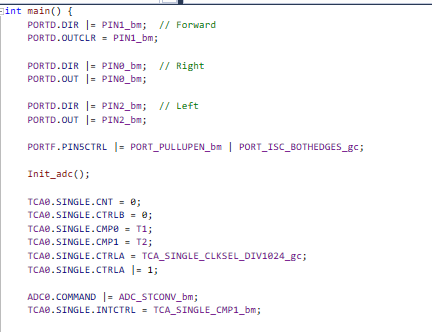 int main() {
PORTD.DIR |= PIN1_bm;  // Forward
PORTD.OUTCLR = PIN1_bm;
PORTD.DIR |= PIN0_bm;  // Right
PORTD.OUT |= PIN0_bm;
PORTD.DIR |= PIN2_bm;  // Left
PORTD.OUT |= PIN2_bm;
PORTF.PIN5CTRL |= PORT_PULLUPEN_bm | PORT_ISC_BOTHEDGES_gc;
Init_adc();
TCA0.SINGLE.CNT = 0;
TCA0.SINGLE.CTRLB = 0;
TCA0.SINGLE.CMP0 = T1;
TCA0.SINGLE.CMP1 = T2;
TCA0.SINGLE.CTRLA = TCA_SINGLE_CLKSEL_DIV1024_gc;
TCA0.SINGLE.CTRLA |= 1;
ADC0.COMMAND |= ADC_STCONV_bm;
TCA0.SINGLE.INTCTRL = TCA_SINGLE_CMP1_bm;